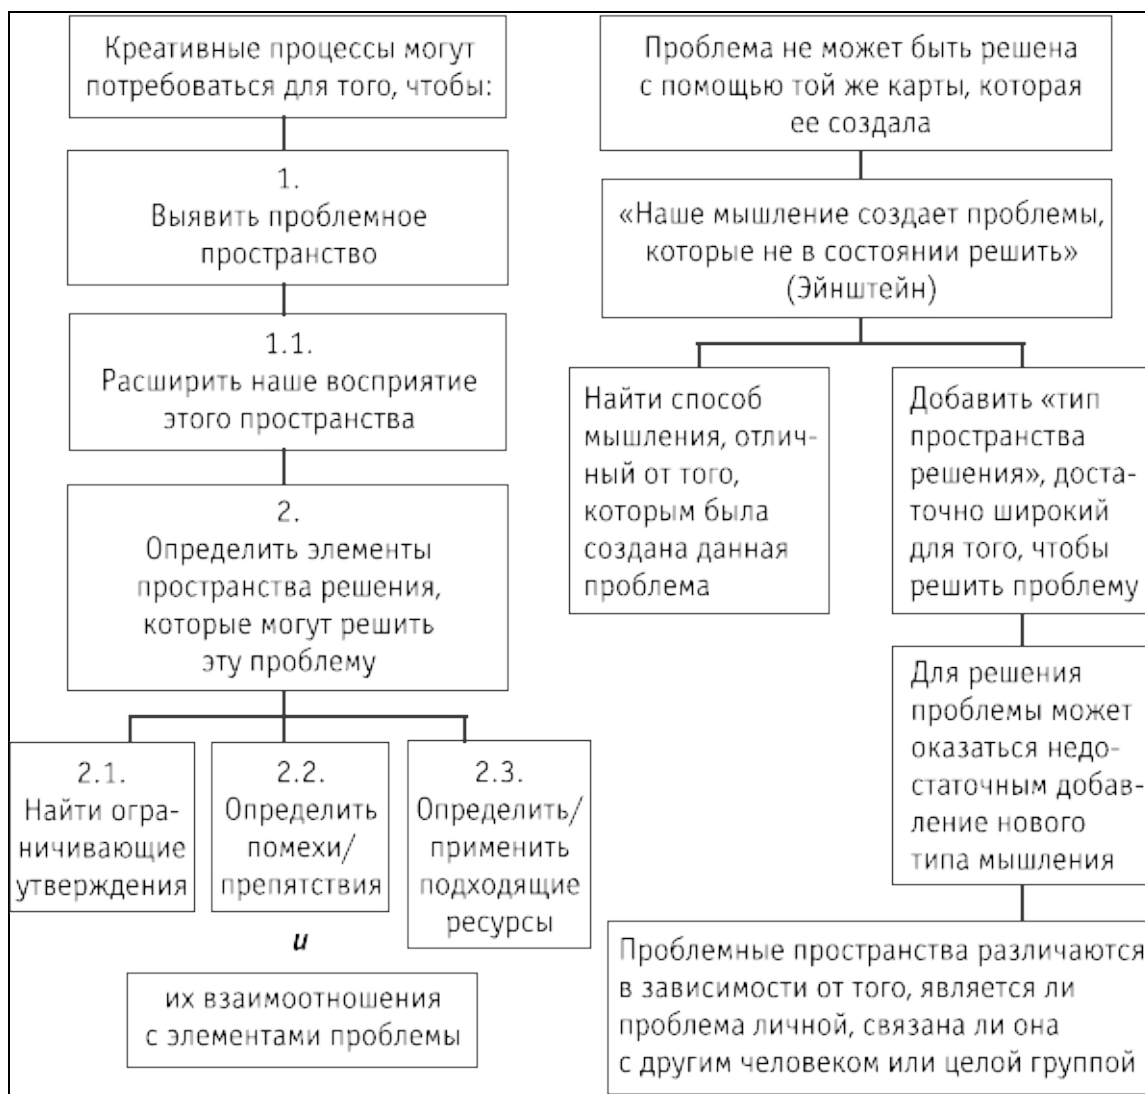 Креативные процессы могут
потребоваться для того, чтобы:
1.
Выявить проблемное
пространство
1.1.
Расширить наше восприятие
этого пространства
2.
Определить элементы
пространства решения,
которые могут решить
эту проблему
2.1.
Найти огра-
ничивающие
утверждения
2.2.
Определить
помехи/
препятствия
2.3.
Определить/
применить
подходящие
ресурсы
и
их взаимоотношения
с элементами проблемы
Проблема не может быть решена
с помощью той же карты, которая
ее создала
«Наше мышление создает проблемы,
которые не в состоянии решить»
(Эйнштейн)
Найти способ
мышления, отлич-
ный от того,
которым была
создана данная
проблема
Добавить «тип
пространства
решения», доста-
точно широкий
для того, чтобы
решить проблему
Для решения
проблемы может
оказаться недо-
статочным добав-
ление нового
типа мышления
Проблемные пространства различаются
в зависимости от того, является ли
проблема личной, связана ли она
с другим человеком или целой группой